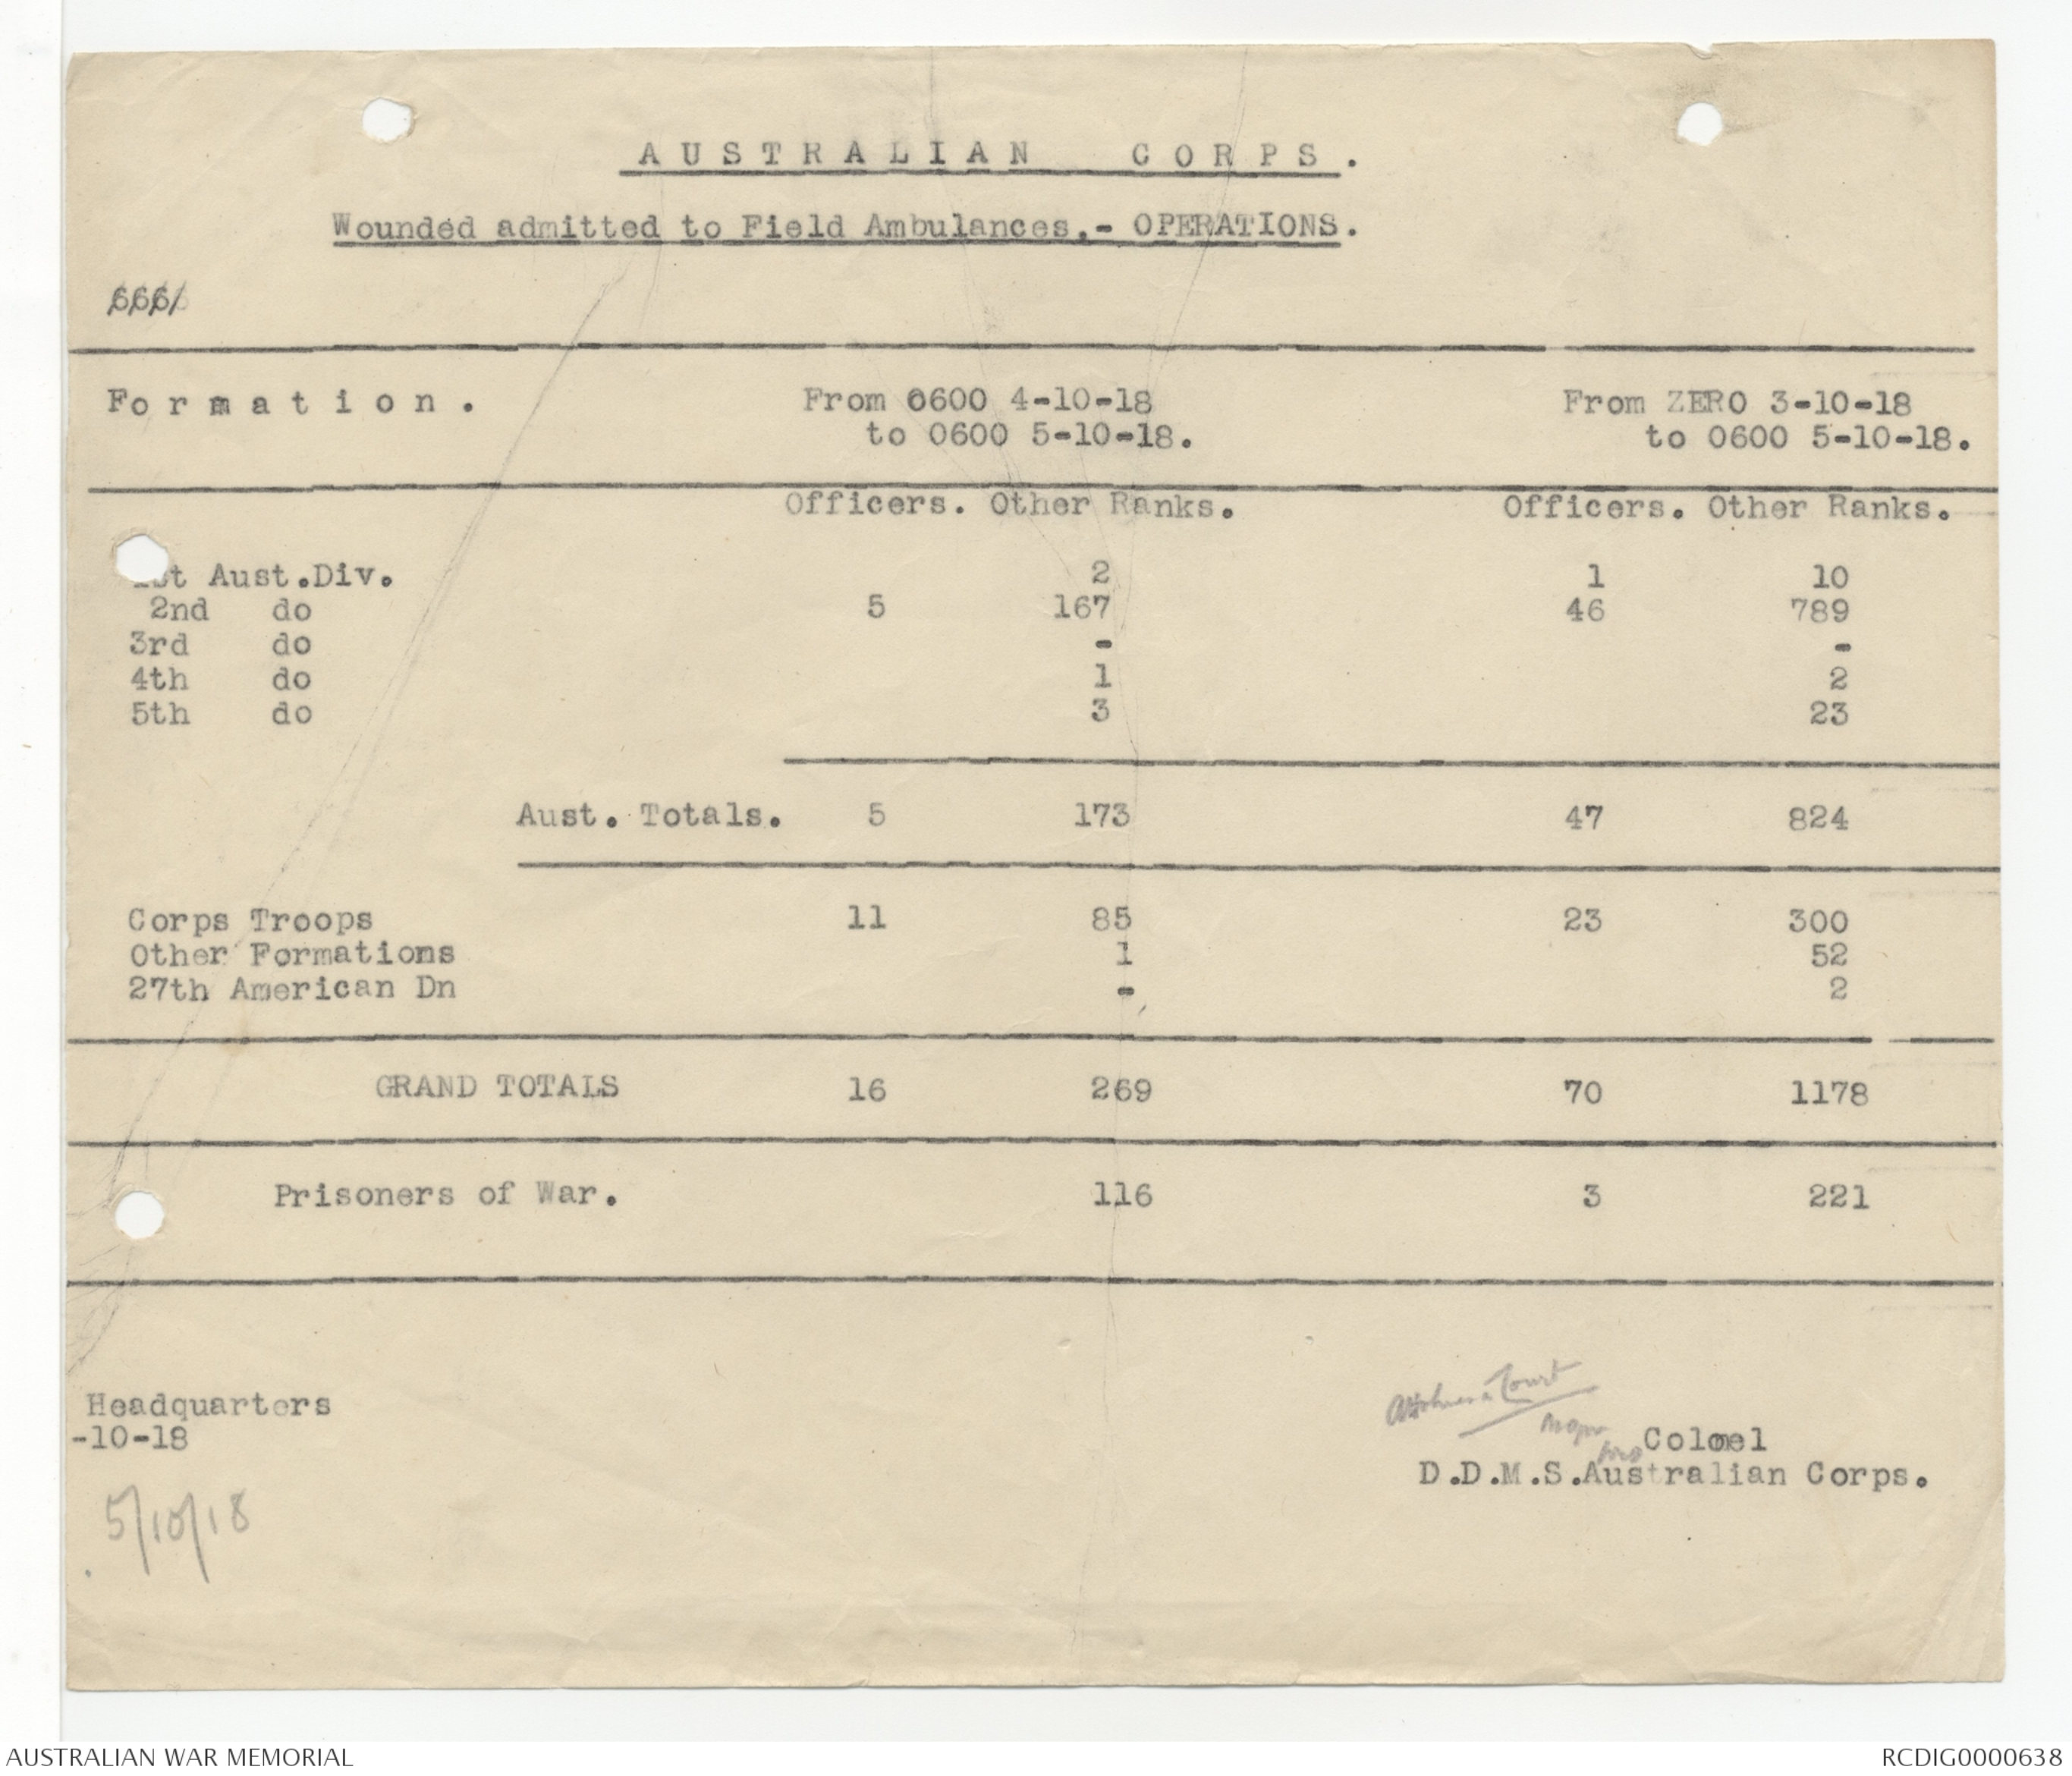 AUSTRALIAN CORPS.
Wounded admitted to Field Ambulances.- OPERATIONS.
666/
Formation. From 0600 4-10-18 From ZERO 3-10-18
to 0600 5-10-18. to 0600 5-10-18.
Officers. Other Ranks. Officers. Other Ranks.
1st Aust.Div. 2 1 10
2nd do 5 167 46 789
3rd do - -
4th do 1 2
5th do 3 23
Aust. Totals. 5 173 47 824
Corps Troops 11 85 23 300
Other Formations 1 52
27th American Dn - 2
GRAND TOTALS 16 269 70 1178
Prisoners of War. 116 3 221
Headquarters
-10-18
5/10/18
Court
Major
for Colonel
D.D.M.S.Australian Corps.
AUSTRALIAN WAR MEMORIAL RCDIG0000638